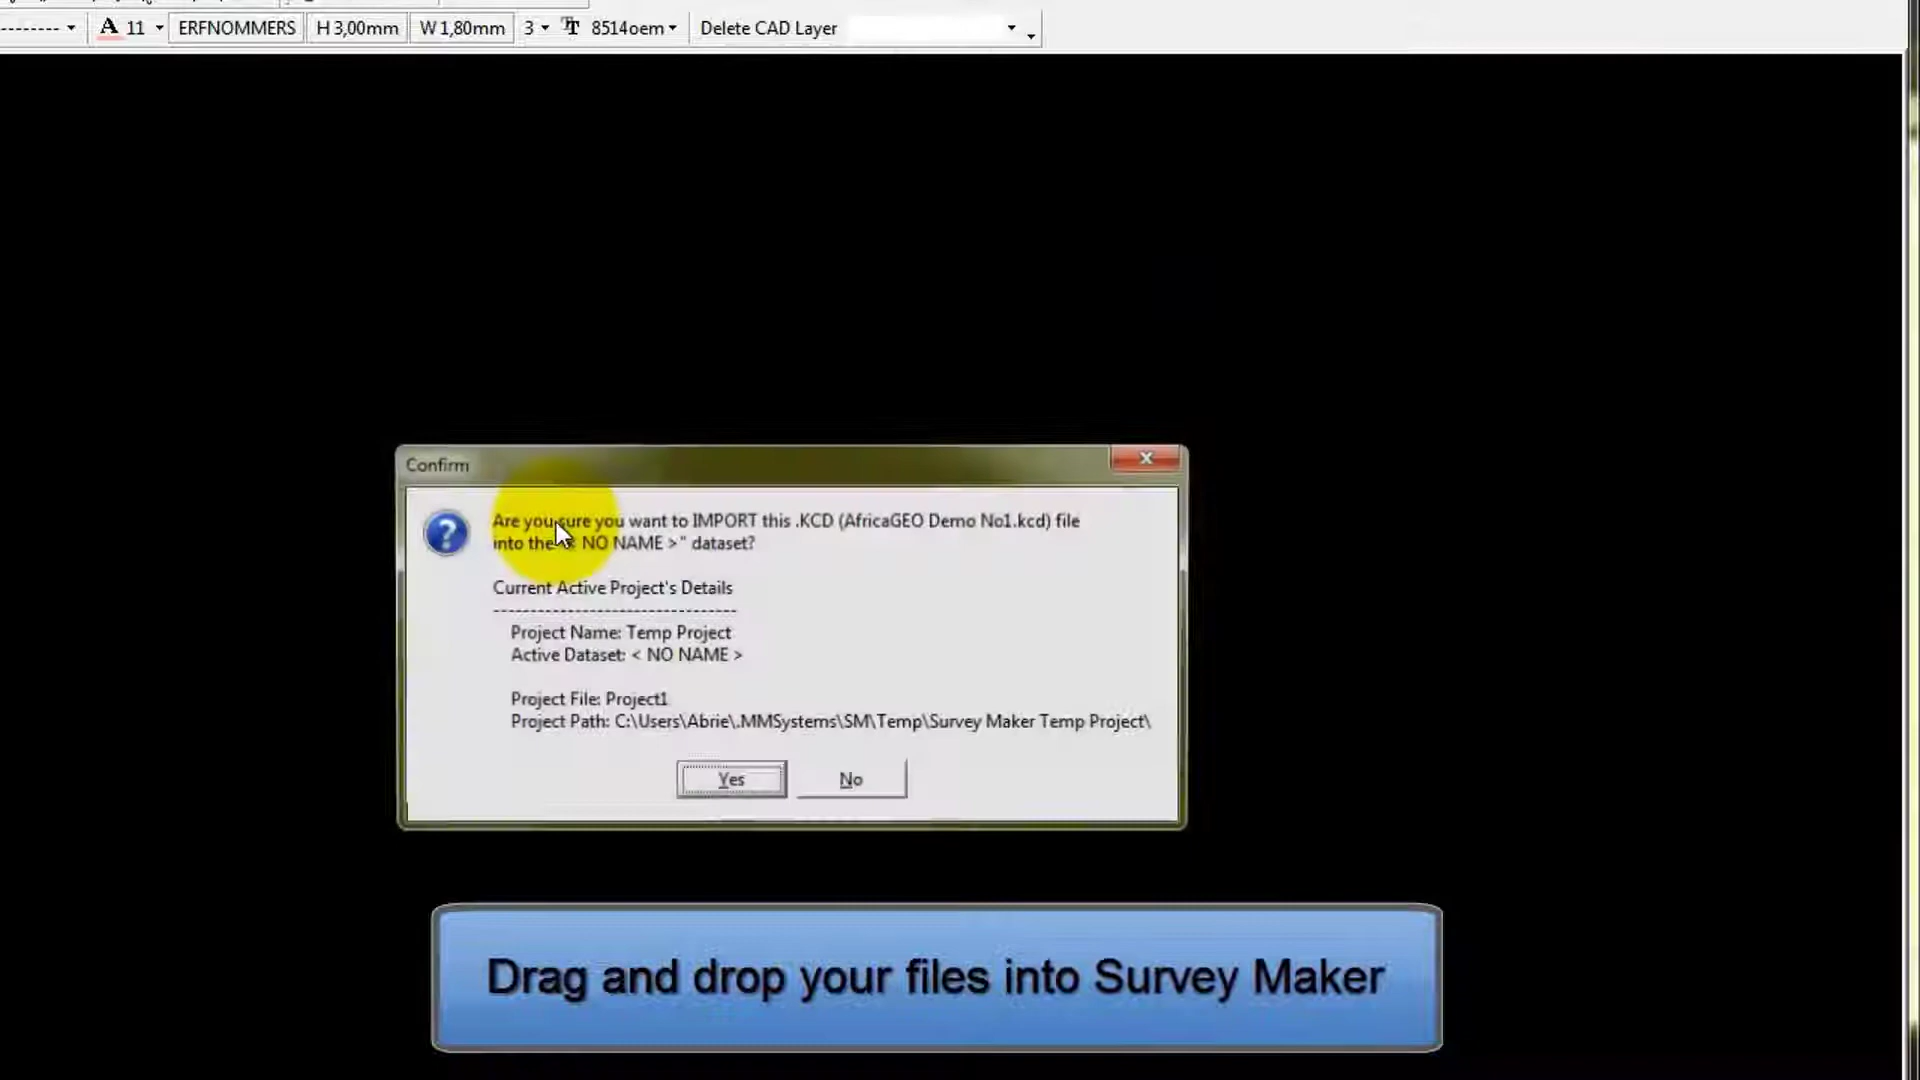 A 11 ERFNOMMERS H 3,00mm W 1,80mm 3 T 8514oem Delete CAD Layer
Confirm
Are you sure you want to IMPORT this .KCD (AfricaGEO Demo No1.kcd) file
into the NO NAME >" dataset?
Current Active Project's Details
---------------------------------
Project Name: Temp Project
Active Dataset: < NO NAME >
Project File: Project1
Project Path: C:\Users\Abrie\.MMSystems\SM\Temp\Survey Maker Temp Project\
Yes No
Drag and drop your files into Survey Maker